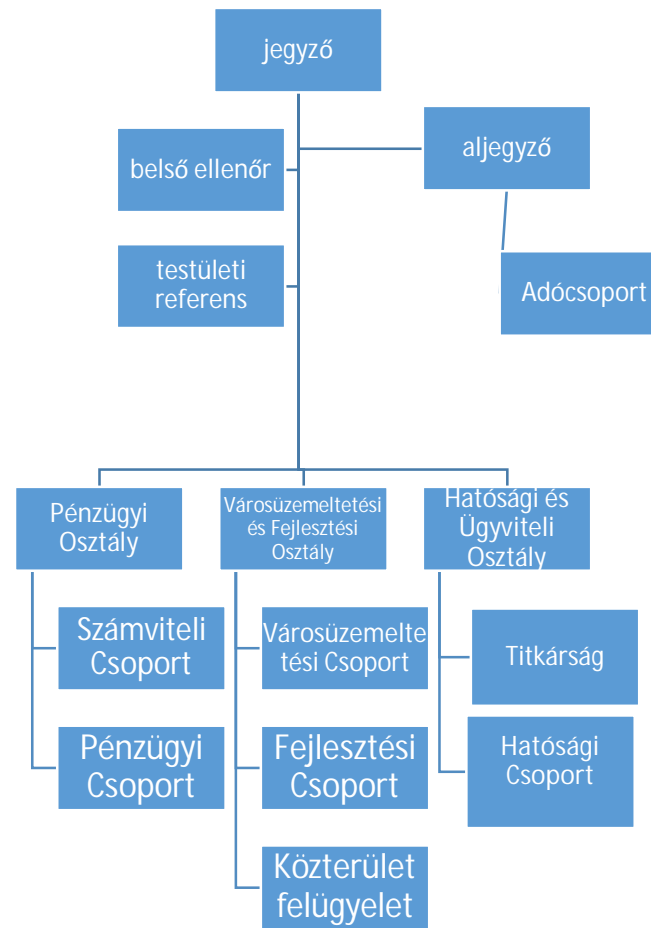 jegyző
belső ellenőr
aljegyző
testületi
referens
Adócsoport
Pénzügyi
Osztály
Városüzemeltetési
és Fejlesztési
Osztály
Hatósági és
Ügyviteli
Osztály
Számviteli
Csoport
Városüzemelte
tési Csoport
Titkárság
Pénzügyi
Csoport
Fejlesztési
Csoport
Hatósági
Csoport
Közterület
felügyelet